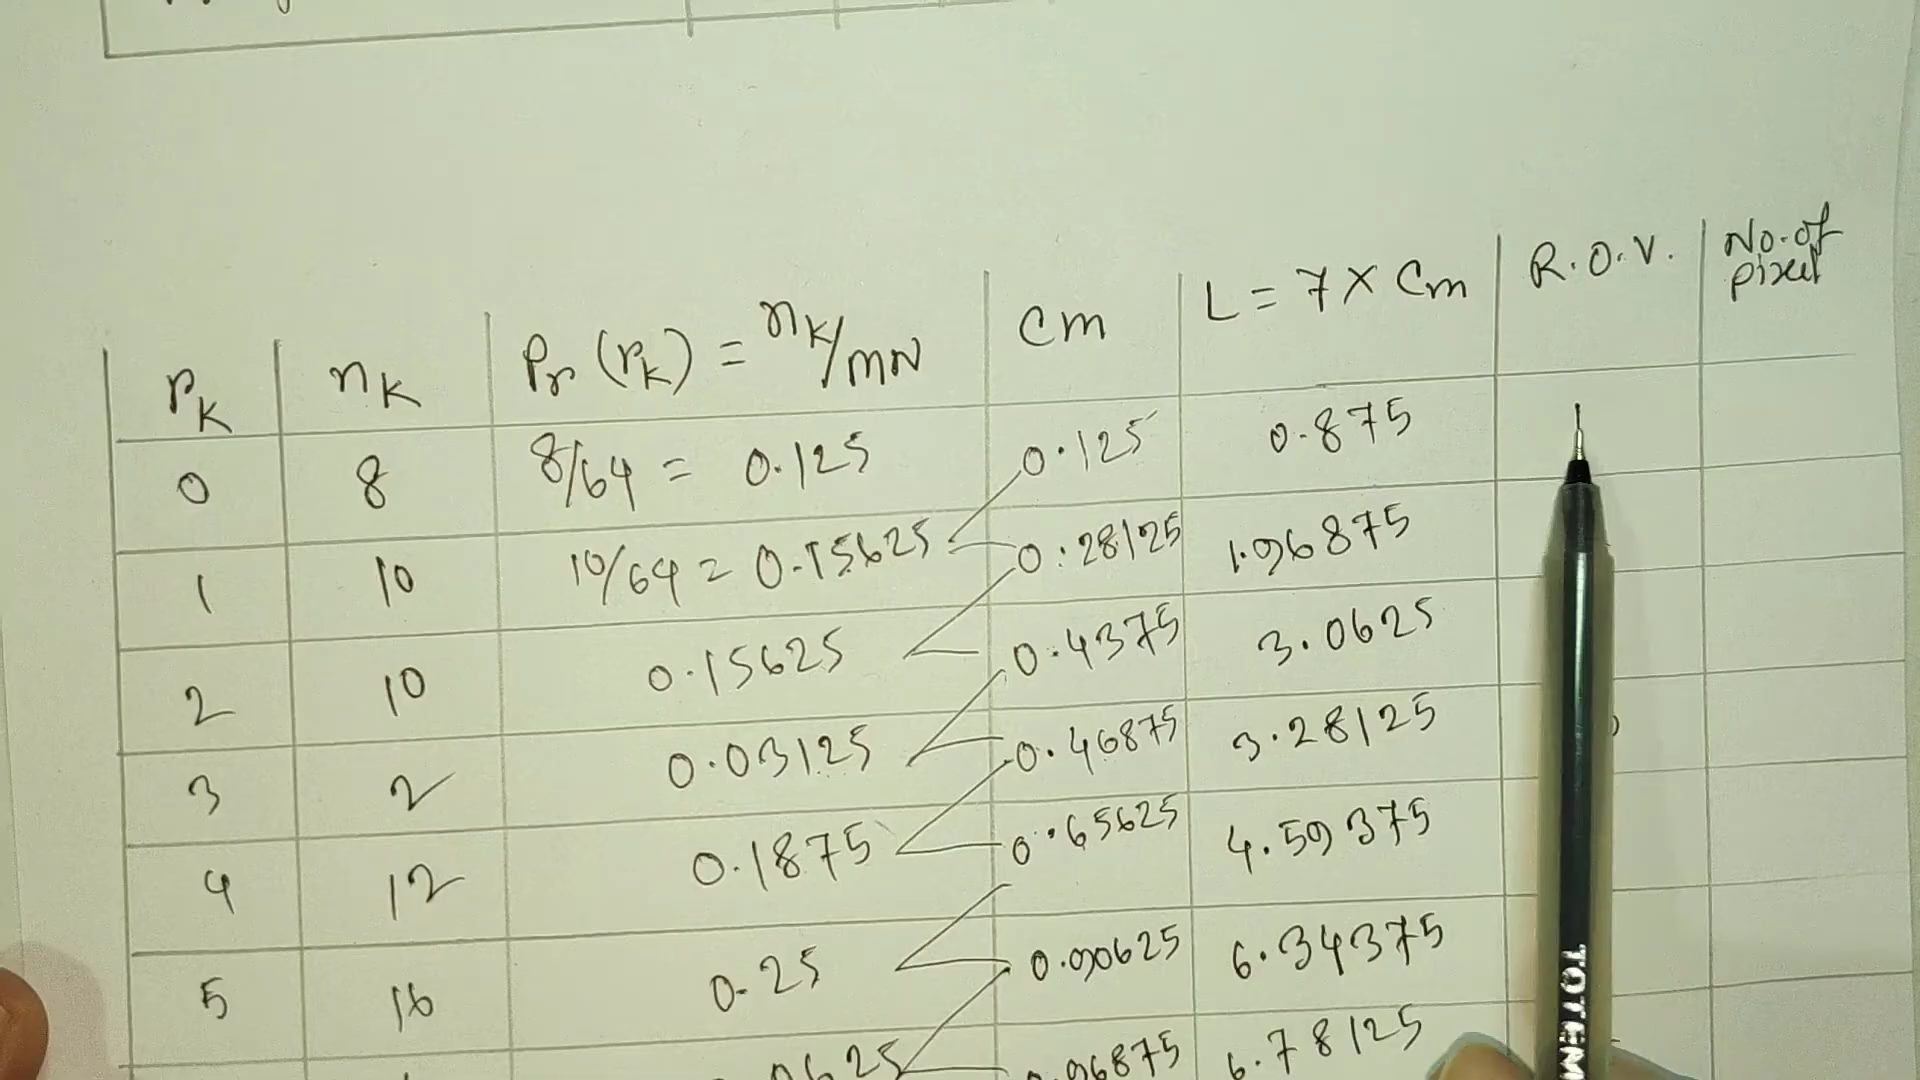 rk nk Pr (rk) = nk/MN Cm L = 7 X Cm R.O.V. No. of pixel
0 8 8/64 = 0.125 0.125 0.875
1 10 10/64 = 0.15625 0.28125 1.96875
2 10 0.15625 0.4375 3.0625
3 2 0.03125 0.46875 3.28125
4 12 0.1875 0.65625 4.59375
5 16 0.25 0.90625 6.34375
6.78125
TOTEM